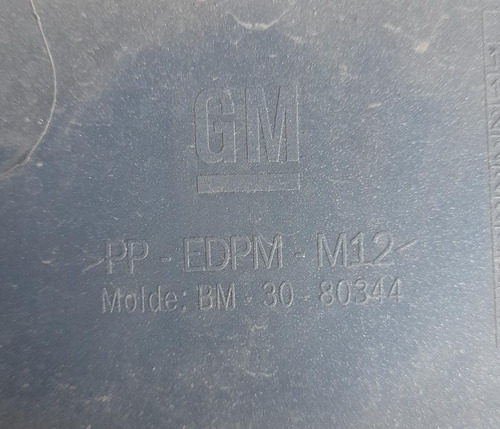 GM
>PP - EDPM - M12<
Molde: BM - 30 - 80344